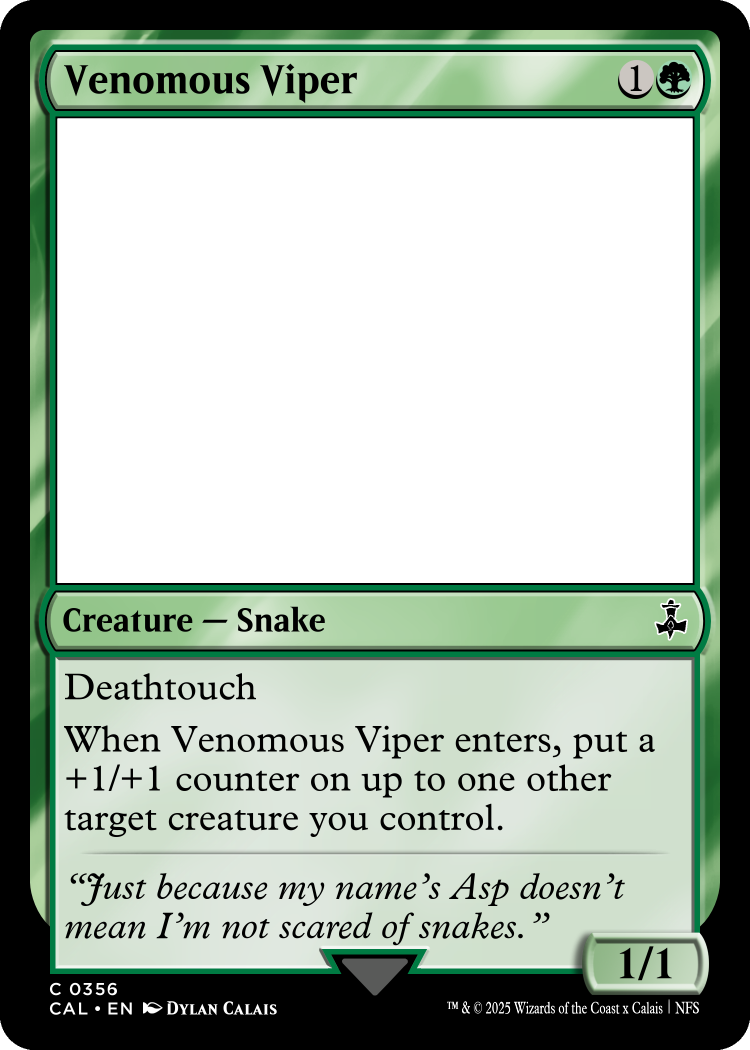 Venomous Viper 1
Creature — Snake
Deathtouch
When Venomous Viper enters, put a
+1/+1 counter on up to one other
target creature you control.
“Just because my name’s Asp doesn’t
mean I’m not scared of snakes.”
1/1
C 0356
CAL • EN DYLAN CALAIS
™ & © 2025 Wizards of the Coast x Calais | NFS